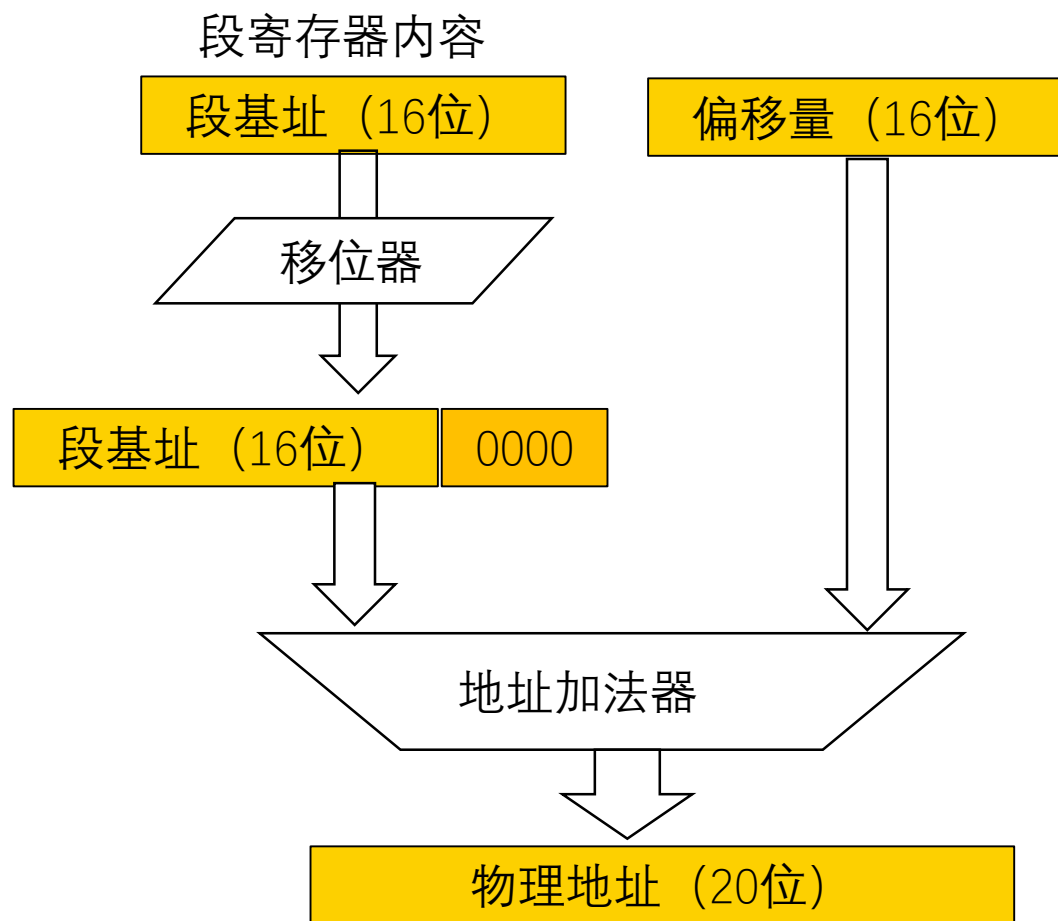 段寄存器内容
段基址（16位）
偏移量（16位）
移位器
段基址（16位）
0000
地址加法器
物理地址（20位）